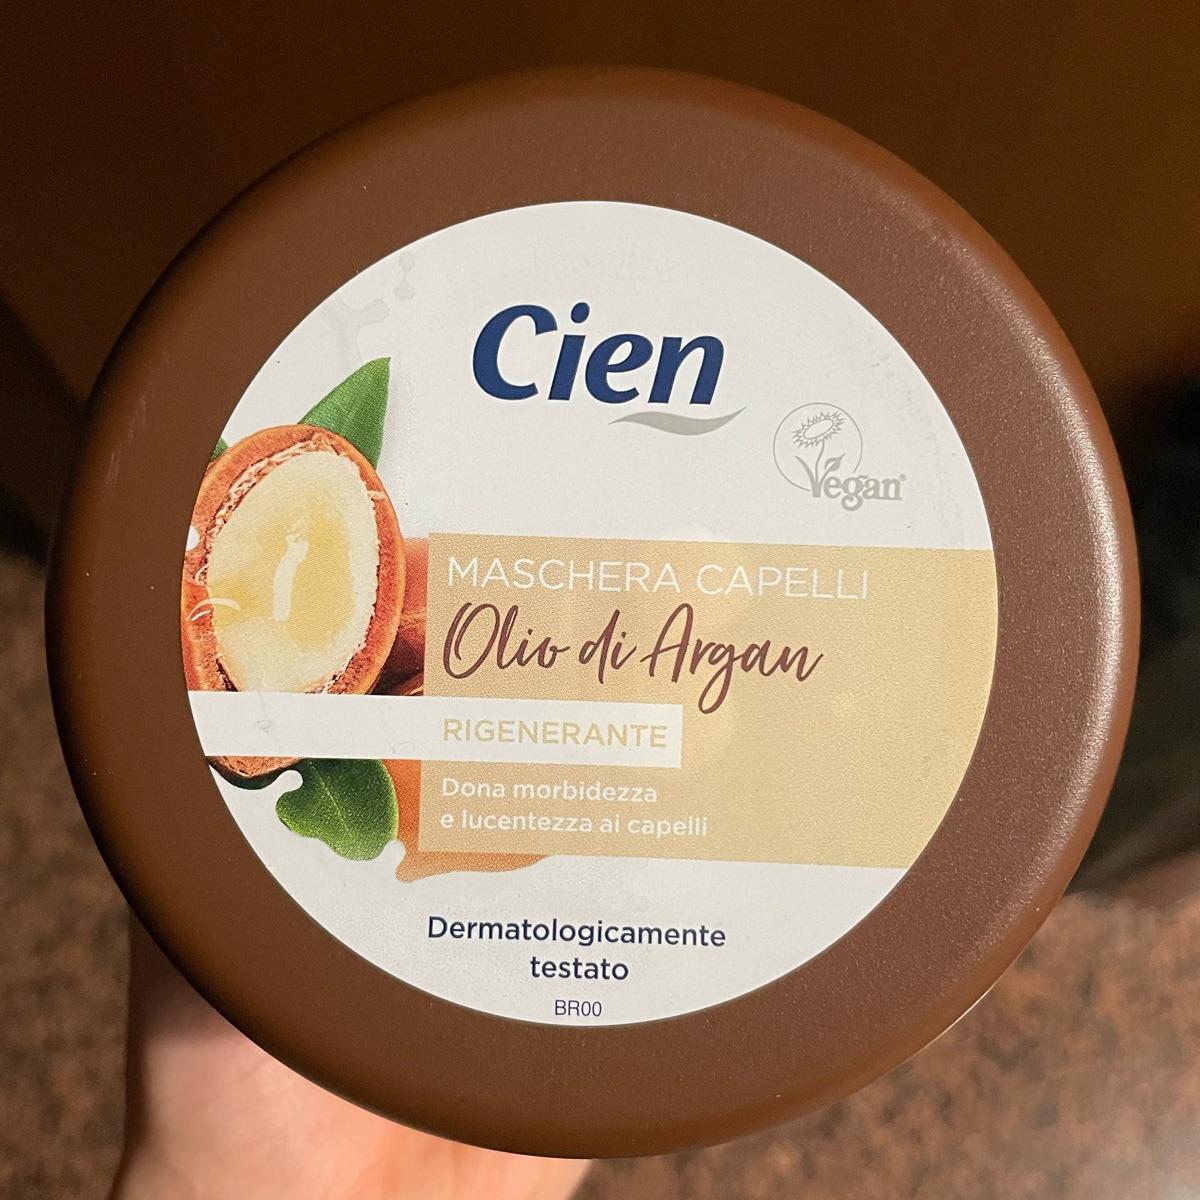 Cien
Vegan
MASCHERA CAPELLI
Olio di Argan
RIGENERANTE
Dona morbidezza
e lucentezza ai capelli
Dermatologicamente
testato
BR00